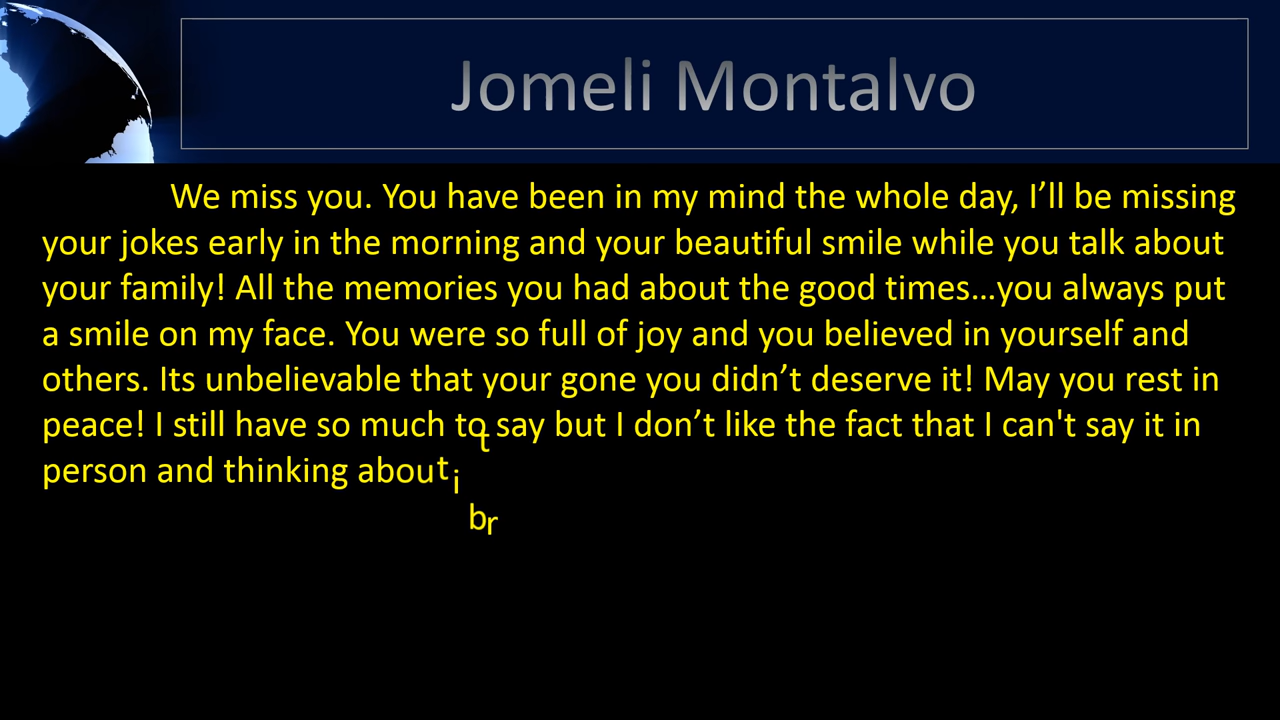 Jomeli Montalvo
We miss you. You have been in my mind the whole day, I’ll be missing
your jokes early in the morning and your beautiful smile while you talk about
your family! All the memories you had about the good times…you always put
a smile on my face. You were so full of joy and you believed in yourself and
others. Its unbelievable that your gone you didn’t deserve it! May you rest in
peace! I still have so much to say but I don’t like the fact that I can't say it in
person and thinking about